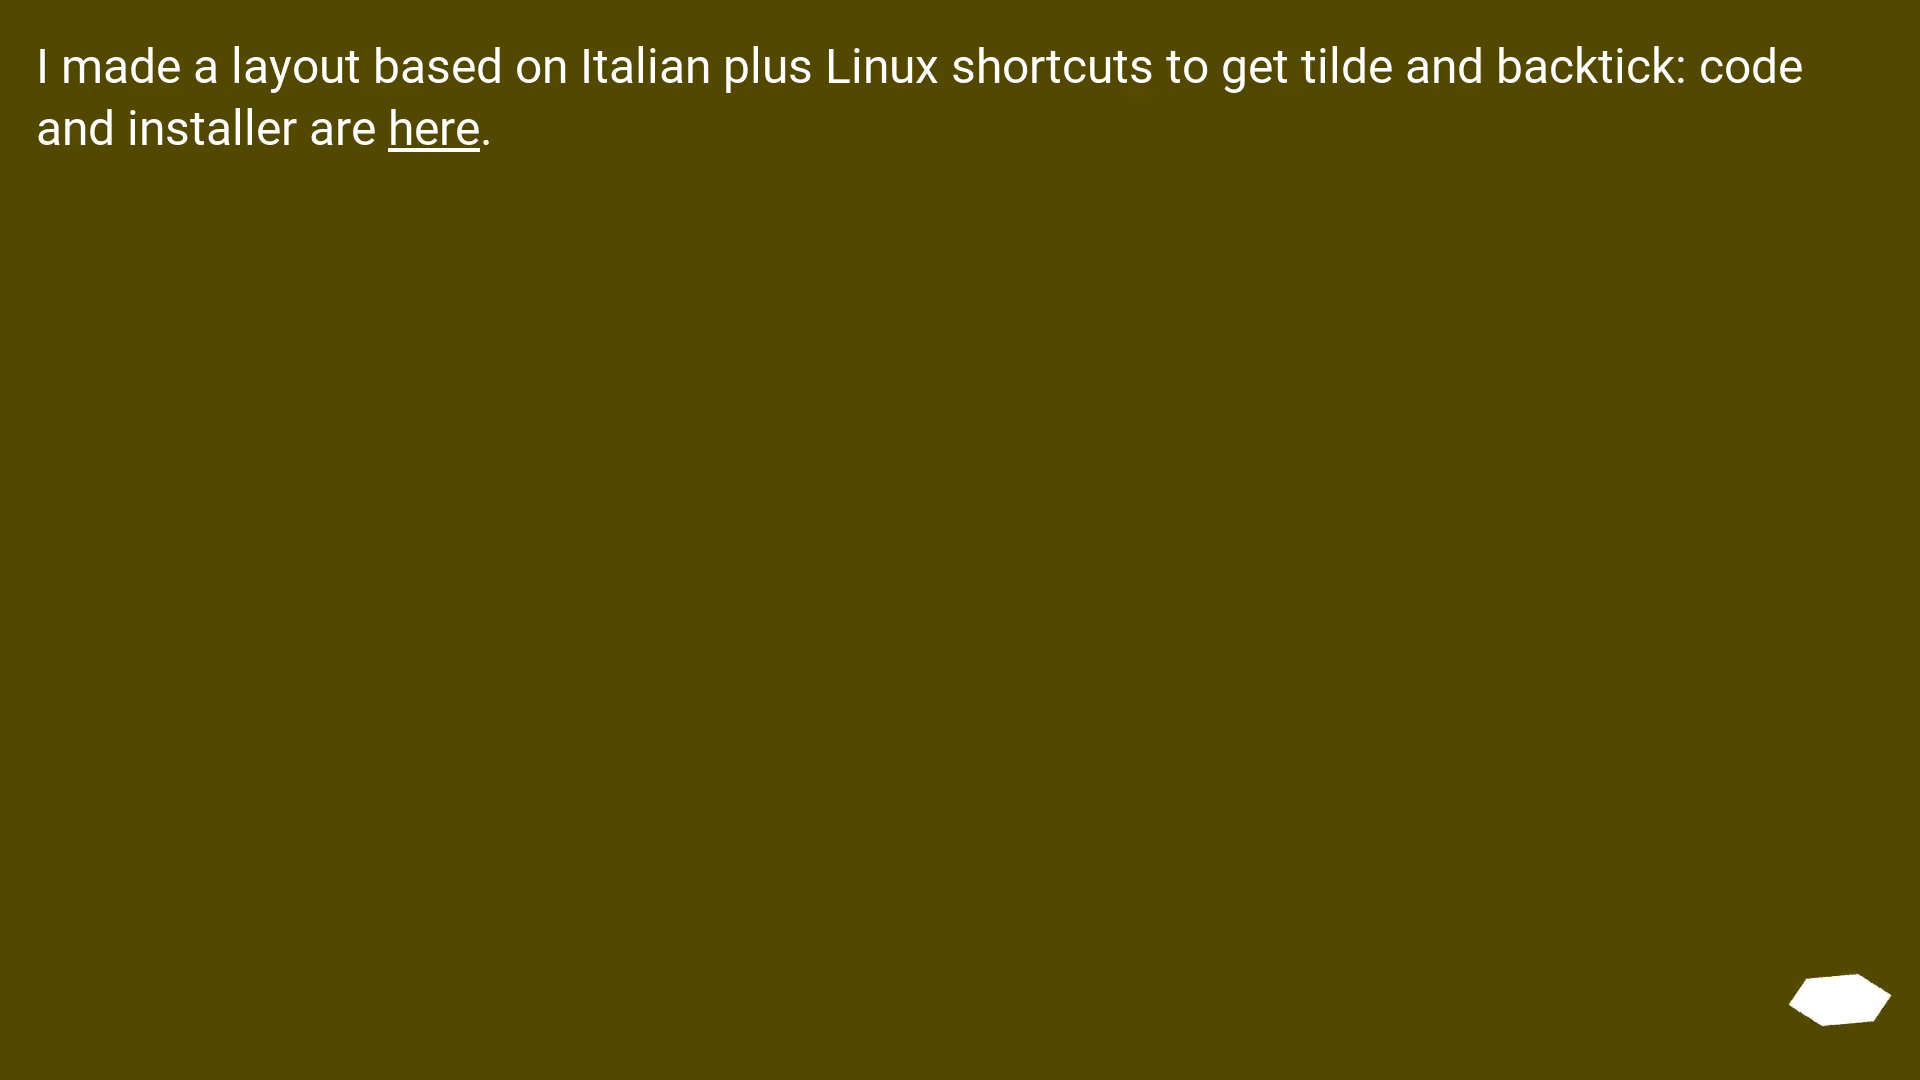 I made a layout based on Italian plus Linux shortcuts to get tilde and backtick: code
and installer are here.